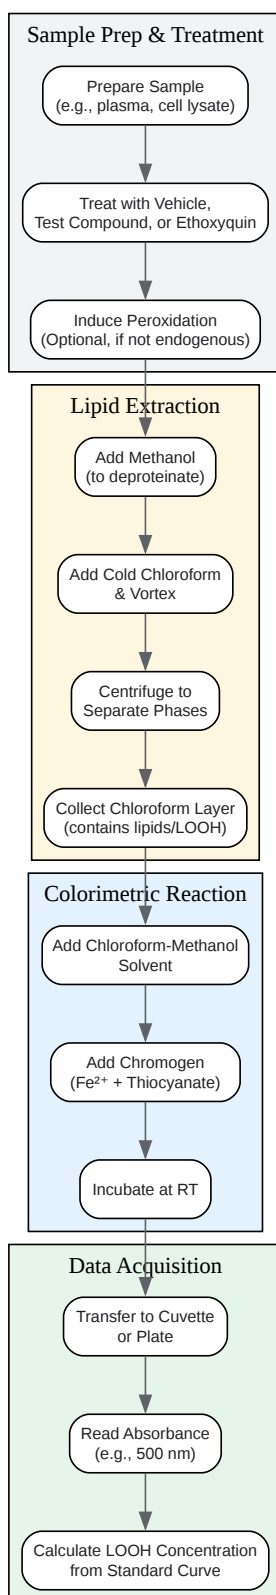 Sample Prep & Treatment
Prepare Sample
(e.g., plasma, cell lysate)
Treat with Vehicle,
Test Compound, or Ethoxyquin
Induce Peroxidation
(Optional, if not endogenous)
Lipid Extraction
Add Methanol
(to deproteinate)
Add Cold Chloroform
& Vortex
Centrifuge to
Separate Phases
Collect Chloroform Layer
(contains lipids/LOOH)
Colorimetric Reaction
Add Chloroform-Methanol
Solvent
Add Chromogen
(Fe²⁺ + Thiocyanate)
Incubate at RT
Data Acquisition
Transfer to Cuvette
or Plate
Read Absorbance
(e.g., 500 nm)
Calculate LOOH Concentration
from Standard Curve